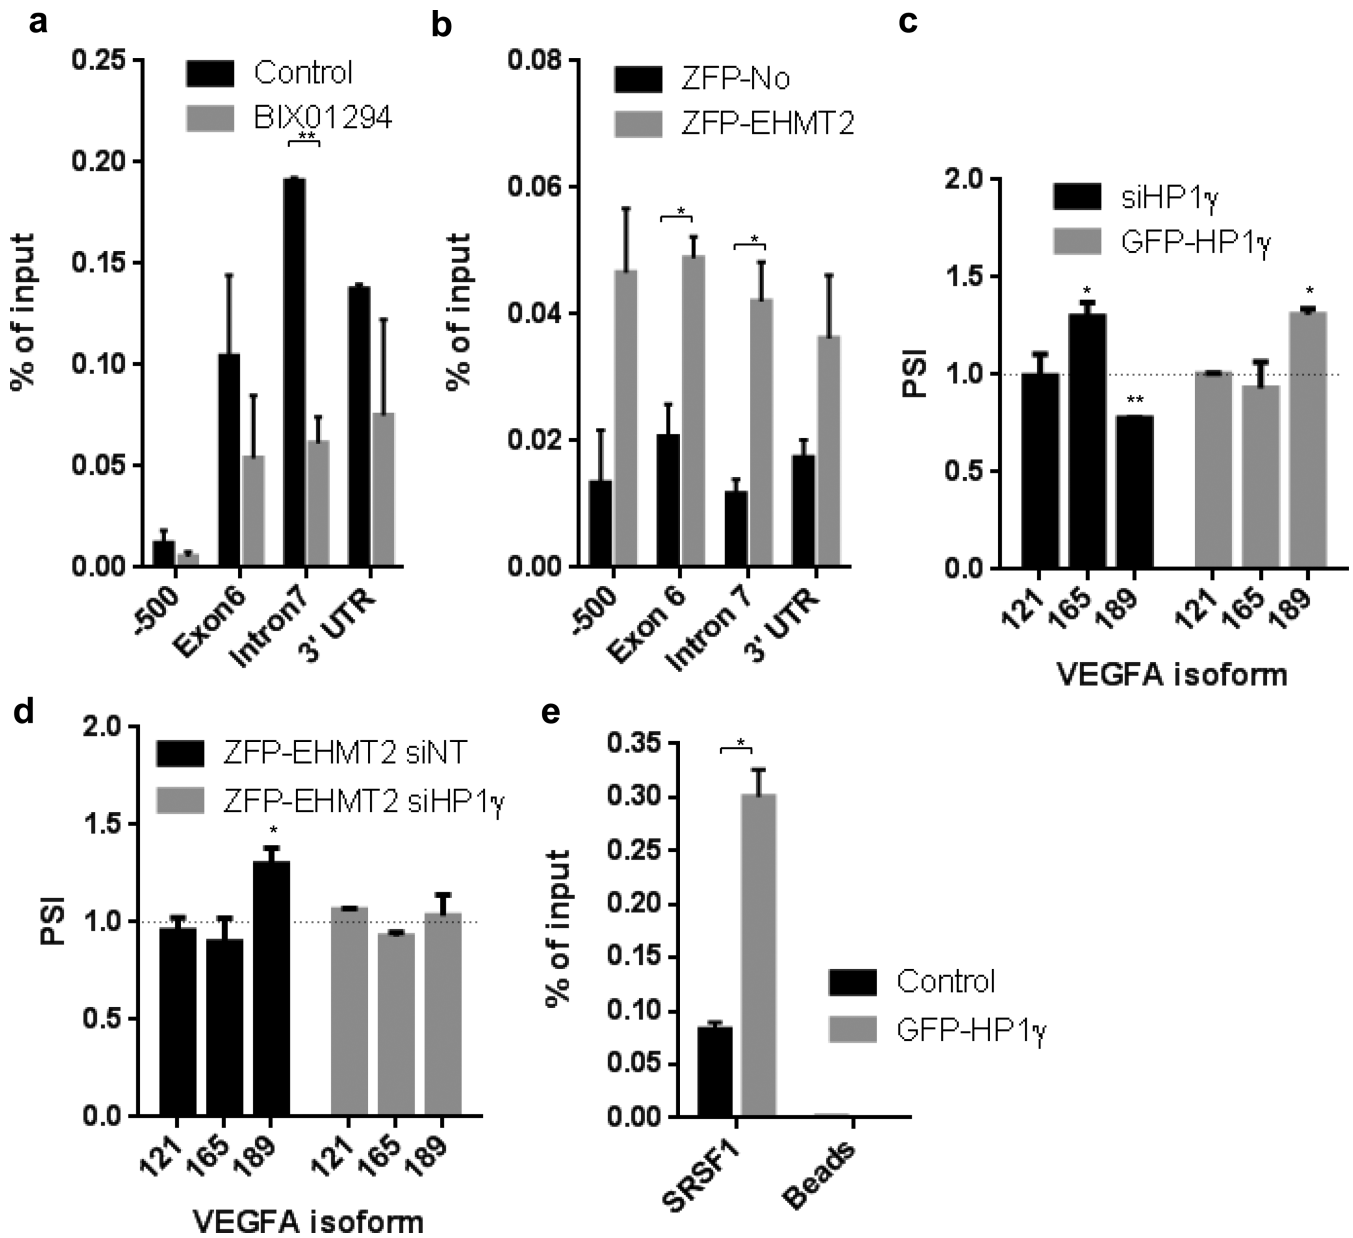 a
0.25
0.20
0.15
0.10
0.05
0.00
% of input
Control
BIX01294
**
-500
Exon6
Intron7
3' UTR
b
0.08
0.06
0.04
0.02
0.00
% of input
ZFP-No
ZFP-EHMT2
*
*
-500
Exon 6
Intron 7
3' UTR
c
2.0
1.5
1.0
0.5
0.0
PSI
siHP1γ
GFP-HP1γ
*
**
*
121
165
189
121
165
189
VEGFA isoform
d
2.0
1.5
1.0
0.5
0.0
PSI
ZFP-EHMT2 siNT
ZFP-EHMT2 siHP1γ
*
121
165
189
121
165
189
VEGFA isoform
e
0.35
0.30
0.25
0.20
0.15
0.10
0.05
0.00
% of input
*
Control
GFP-HP1γ
SRSF1
Beads